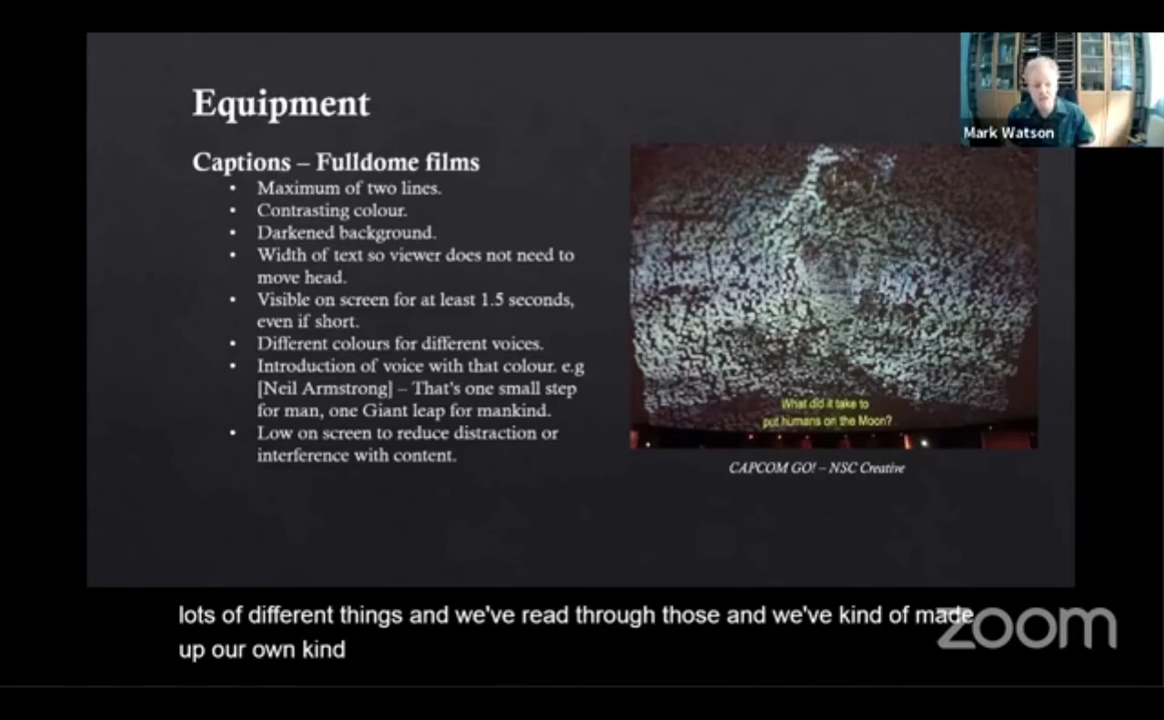 Equipment
Mark Watson
Captions – Fulldome films
• Maximum of two lines.
• Contrasting colour.
• Darkened background.
• Width of text so viewer does not need to
move head.
• Visible on screen for at least 1.5 seconds,
even if short.
• Different colours for different voices.
• Introduction of voice with that colour. e.g
[Neil Armstrong] – That's one small step
for man, one Giant leap for mankind.
• Low on screen to reduce distraction or
interference with content.
What did it take to
put humans on the Moon?
CAPCOM GO! – NSC Creative
lots of different things and we've read through those and we've kind of made
up our own kind
zoom